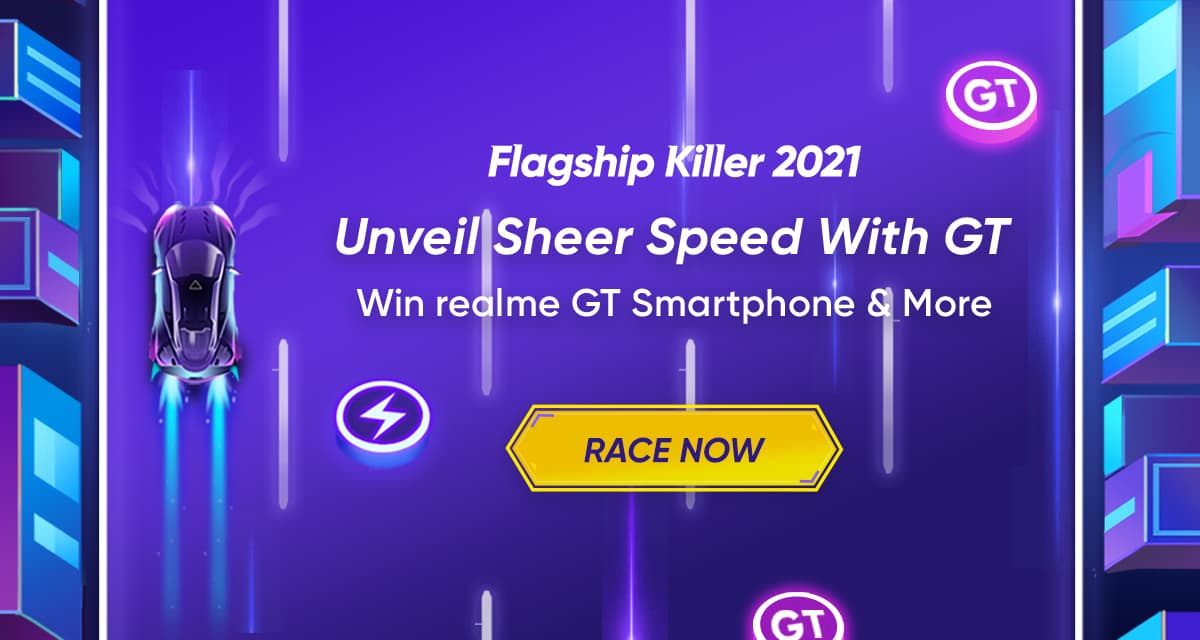 GT
Flagship Killer 2021
Unveil Sheer Speed With GT
Win realme GT Smartphone & More
RACE NOW
GT